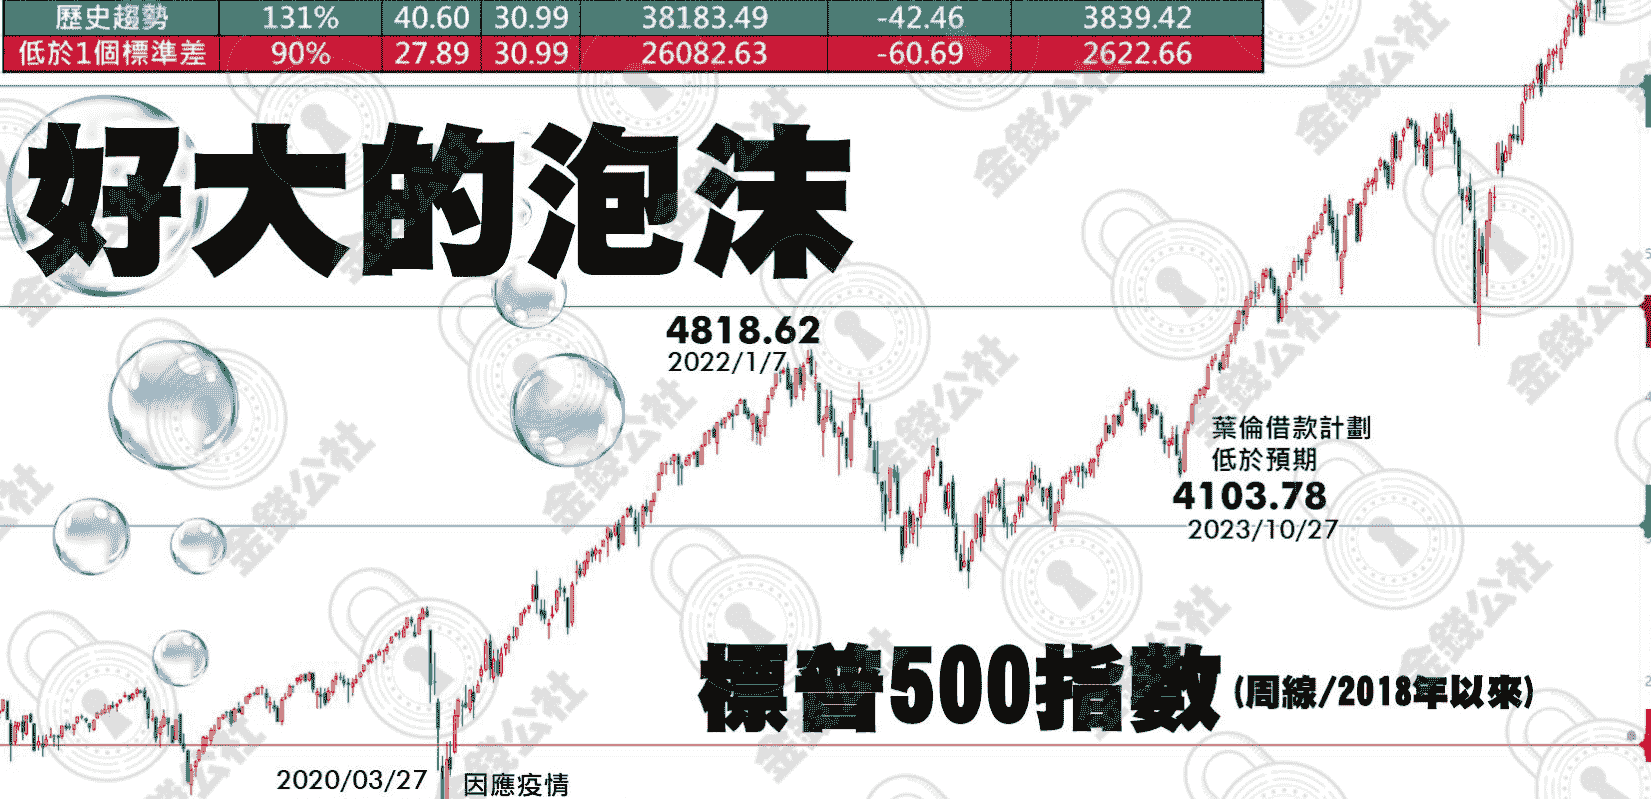 歷史趨勢 131% 40.60 30.99 38183.49 -42.46 3839.42
低於1個標準差 90% 27.89 30.99 26082.63 -60.69 2622.66
好大的泡沫
4818.62
2022/1/7
葉倫借款計劃
低於預期
4103.78
2023/10/27
標普500指數 (周線/2018年以來)
2020/03/27 因應疫情
金錢公社